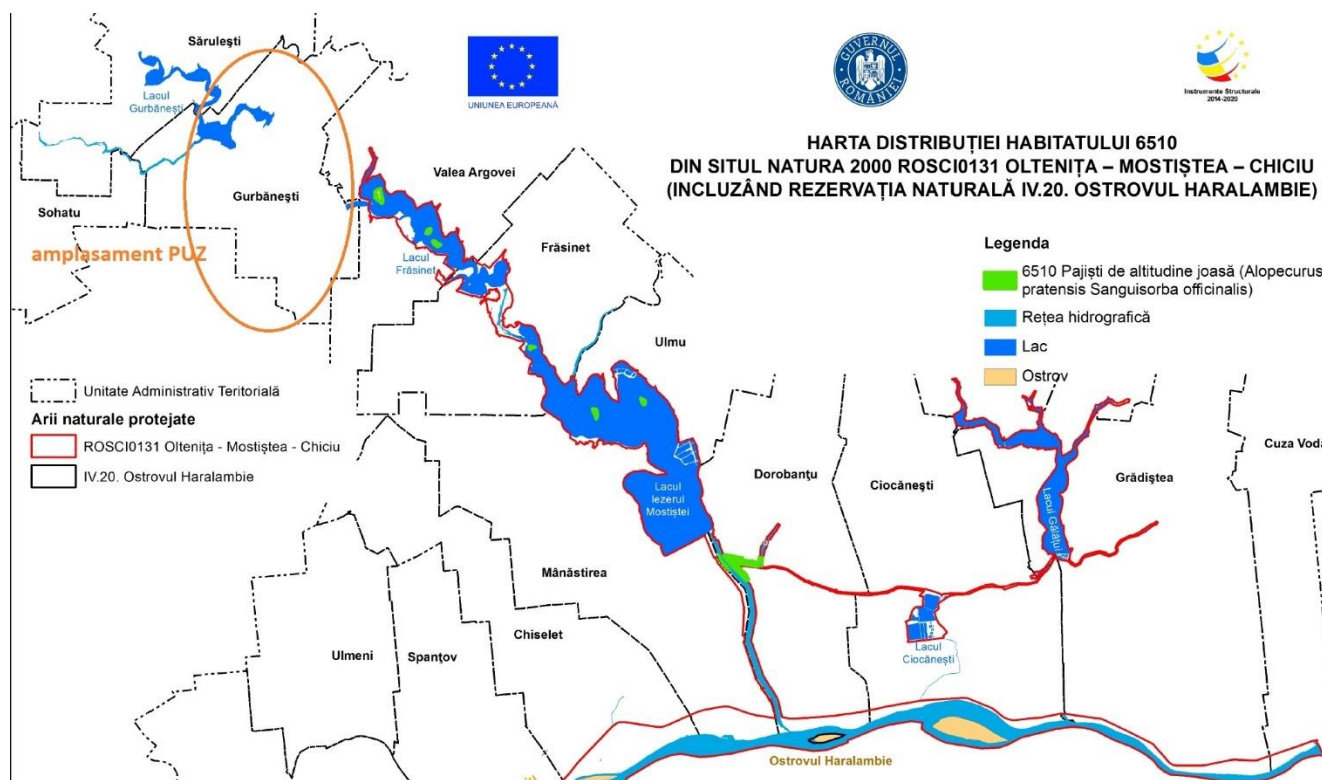 Sărulești
Lacul
Gurbănești
Gurbănești
Sohatu
amplasament PUZ
UNIUNEA EUROPEANĂ
GUVERNUL ROMÂNIEI
Instrumente Structurale
2014-2020
HARTA DISTRIBUȚIEI HABITATULUI 6510
DIN SITUL NATURA 2000 ROSCI0131 OLTENIȚA – MOSTIȘTEA – CHICIU
(INCLUZÂND REZERVAȚIA NATURALĂ IV.20. OSTROVUL HARALAMBIE)
Valea Argovei
Frăsinet
Lacul
Frăsinet
Ulmu
Legenda
6510 Pajiști de altitudine joasă (Alopecurus
pratensis Sanguisorba officinalis)
Rețea hidrografică
Lac
Ostrov
Unitate Administrativ Teritorială
Arii naturale protejate
ROSCI0131 Oltenița - Mostiștea - Chiciu
IV.20. Ostrovul Haralambie
Lacul
Iezerul
Mostiștei
Dorobanțu
Ciocănești
Lacul Gălățui
Grădiștea
Cuza Vodă
Mânăstirea
Chiselet
Ulmeni
Spanțov
Lacul
Ciocănești
Ostrovul Haralambie